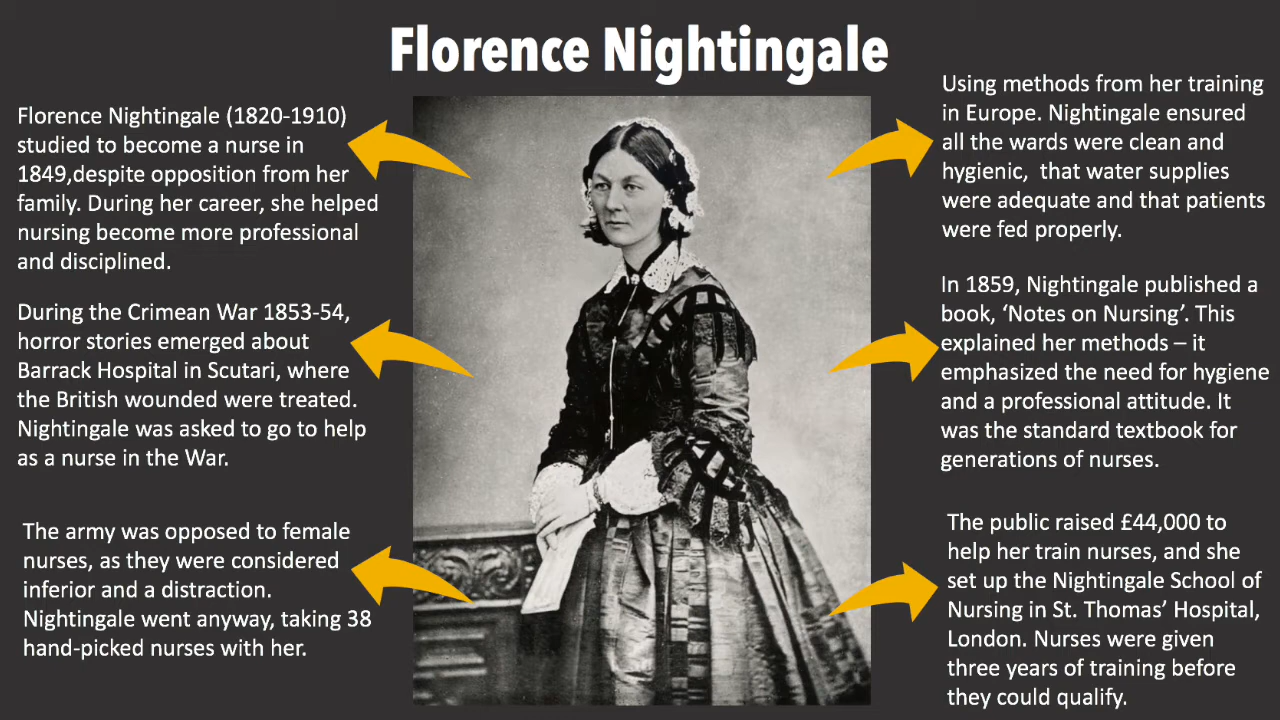 Florence Nightingale
Florence Nightingale (1820-1910)
studied to become a nurse in
1849,despite opposition from her
family. During her career, she helped
nursing become more professional
and disciplined.
During the Crimean War 1853-54,
horror stories emerged about
Barrack Hospital in Scutari, where
the British wounded were treated.
Nightingale was asked to go to help
as a nurse in the War.
The army was opposed to female
nurses, as they were considered
inferior and a distraction.
Nightingale went anyway, taking 38
hand-picked nurses with her.
Using methods from her training
in Europe. Nightingale ensured
all the wards were clean and
hygienic,  that water supplies
were adequate and that patients
were fed properly.
In 1859, Nightingale published a
book, ‘Notes on Nursing’. This
explained her methods – it
emphasized the need for hygiene
and a professional attitude. It
was the standard textbook for
generations of nurses.
The public raised £44,000 to
help her train nurses, and she
set up the Nightingale School of
Nursing in St. Thomas’ Hospital,
London. Nurses were given
three years of training before
they could qualify.